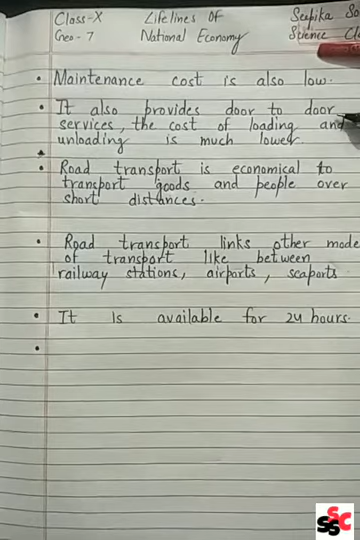 Class-X Lifelines Of Seepika So
Geo-7 National Economy Science Cl
• Maintenance cost is also low.
• It also provides door to door
services, the cost of loading and
unloading is much lower.
• Road transport is economical to
transport goods and people over
short distances.
• Road transport links other mode
of transport like between
railway stations, airports, seaports
• It is available for 24 hours.
•
SSC